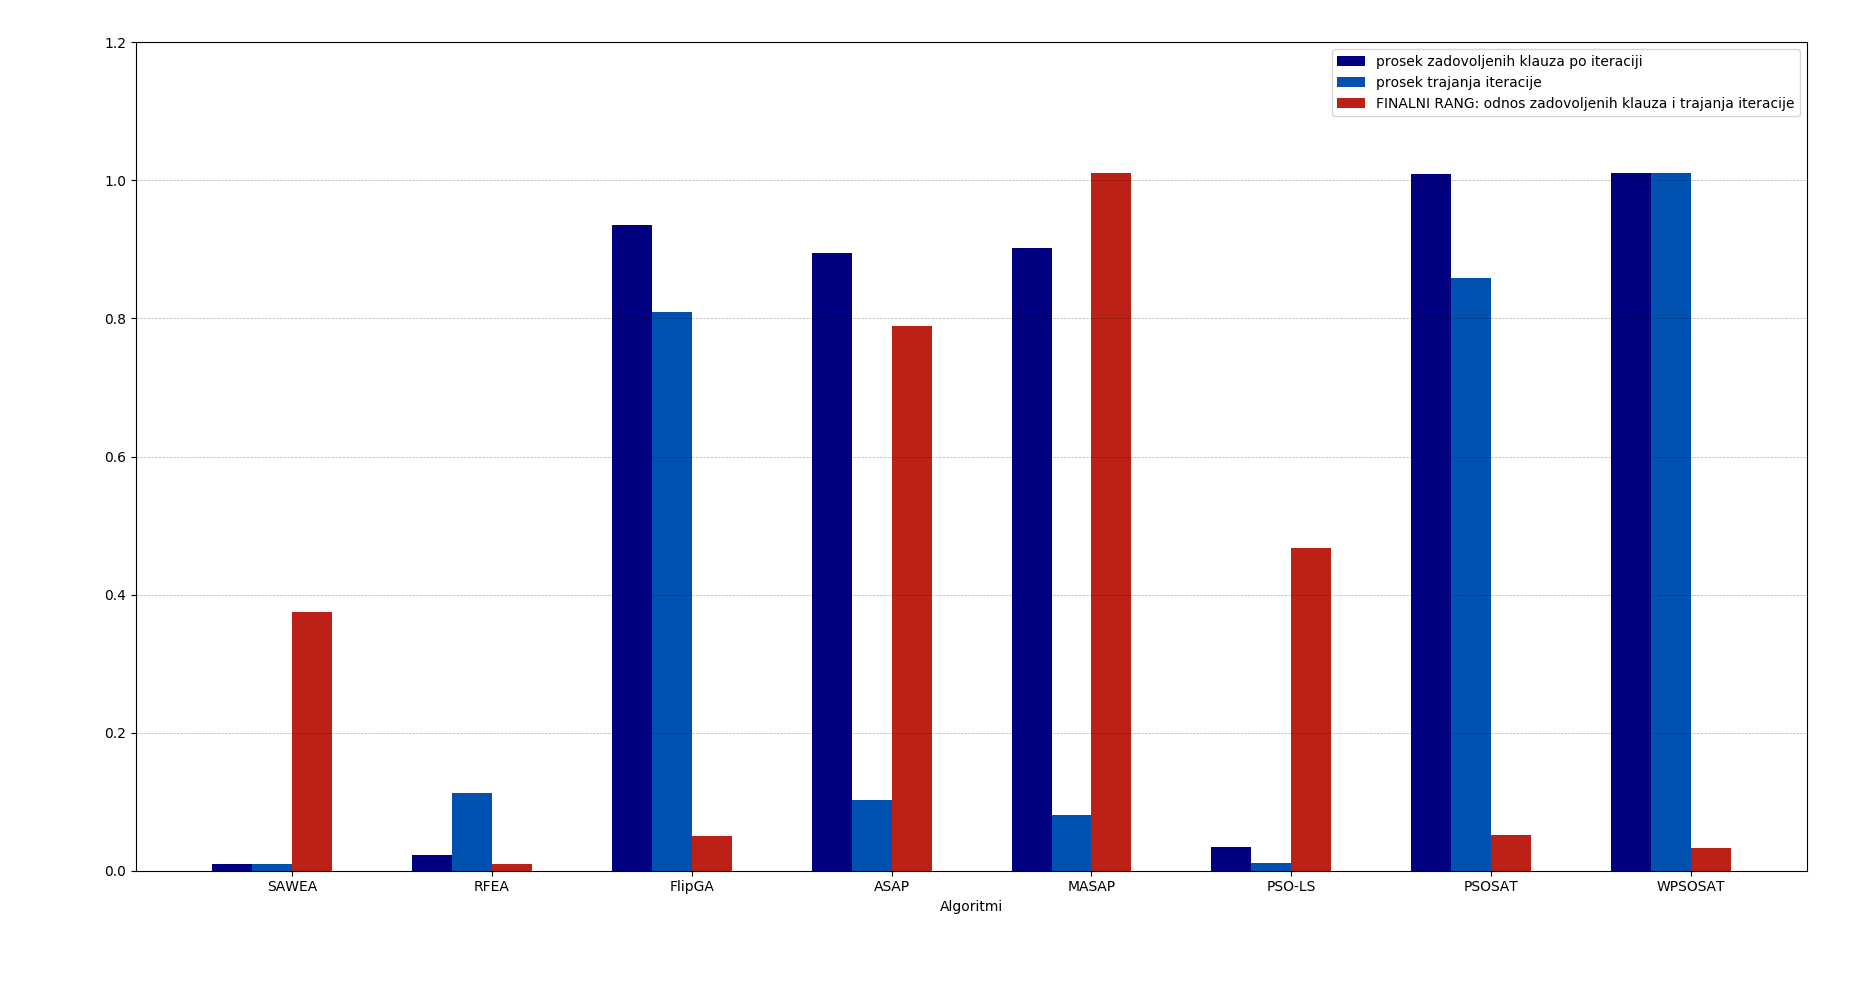 1.2
prosek zadovoljenih klauza po iteraciji
prosek trajanja iteracije
FINALNI RANG: odnos zadovoljenih klauza i trajanja iteracije
1.0
0.8
0.6
0.4
0.2
0.0
SAWEA RFEA FlipGA ASAP MASAP PSO-LS PSOSAT WPSOSAT
Algoritmi